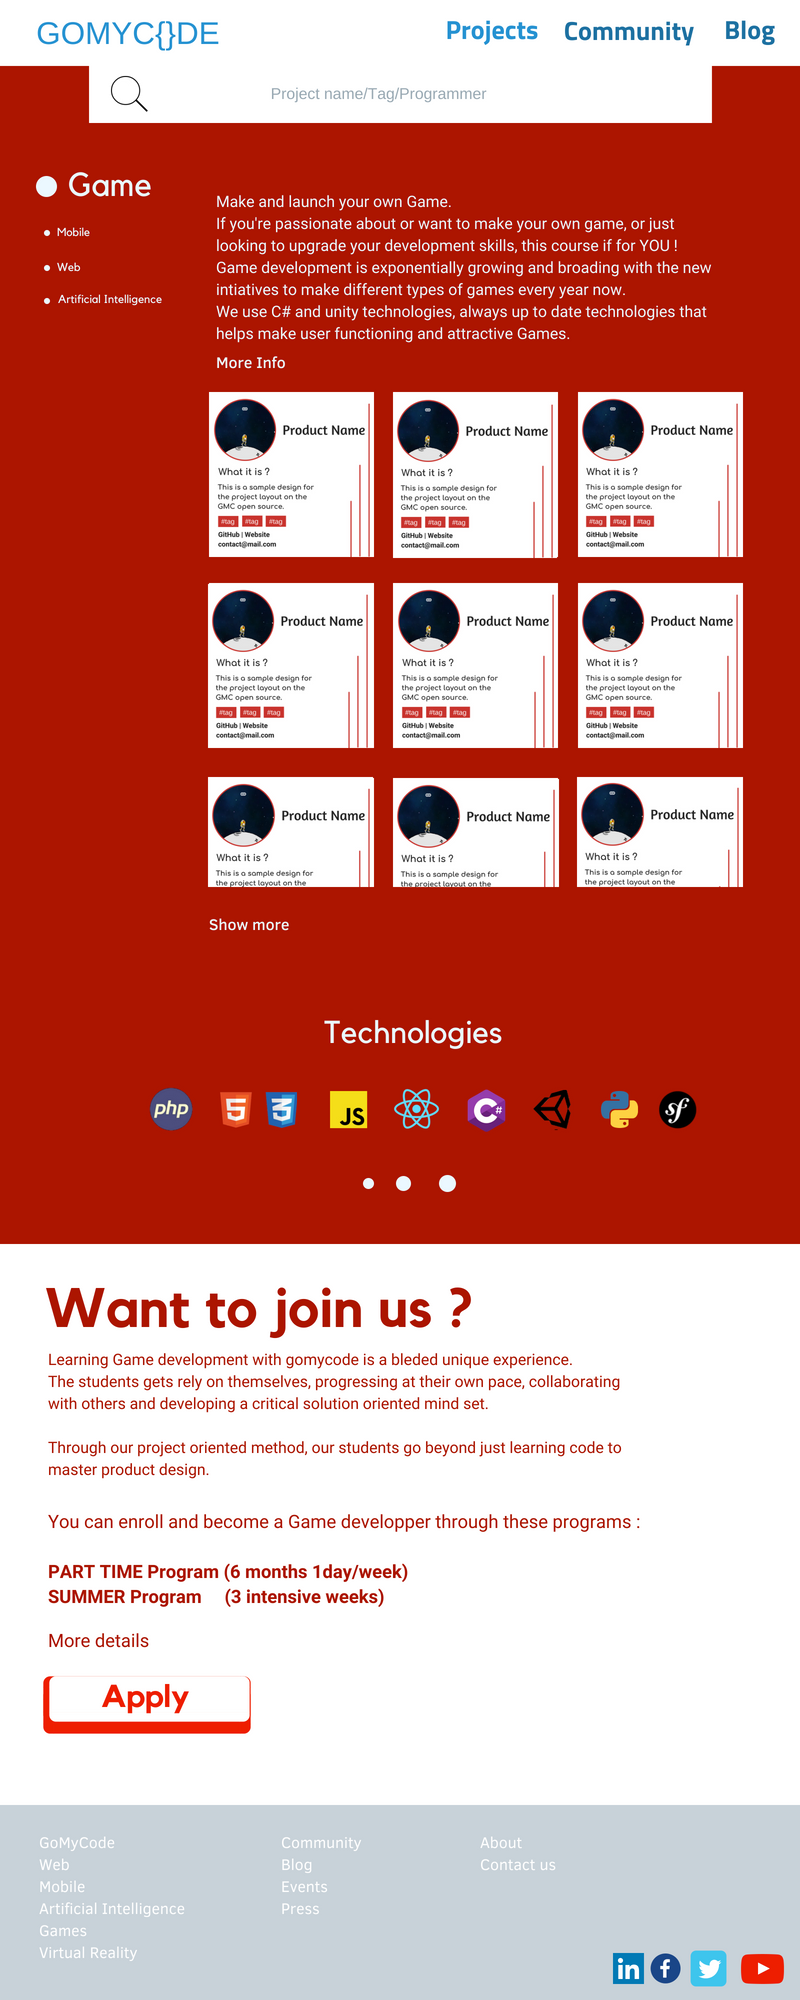 GOMYC{}DE
Projects
Community
Blog
Project name/Tag/Programmer
Game
Mobile
Web
Artificial Intelligence
Make and launch your own Game.
If you're passionate about or want to make your own game, or just
looking to upgrade your development skills, this course if for YOU !
Game development is exponentially growing and broading with the new
intiatives to make different types of games every year now.
We use C# and unity technologies, always up to date technologies that
helps make user functioning and attractive Games.
More Info
Product Name
What it is ?
This is a sample design for
the project layout on the
GMC open source.
#tag #tag #tag
GitHub | Website
contact@mail.com
Product Name
What it is ?
This is a sample design for
the project layout on the
GMC open source.
#tag #tag #tag
GitHub | Website
contact@mail.com
Product Name
What it is ?
This is a sample design for
the project layout on the
GMC open source.
#tag #tag #tag
GitHub | Website
contact@mail.com
Product Name
What it is ?
This is a sample design for
the project layout on the
GMC open source.
#tag #tag #tag
GitHub | Website
contact@mail.com
Product Name
What it is ?
This is a sample design for
the project layout on the
GMC open source.
#tag #tag #tag
GitHub | Website
contact@mail.com
Product Name
What it is ?
This is a sample design for
the project layout on the
GMC open source.
#tag #tag #tag
GitHub | Website
contact@mail.com
Product Name
What it is ?
This is a sample design for
the project layout on the
Product Name
What it is ?
This is a sample design for
the project layout on the
Product Name
What it is ?
This is a sample design for
the project layout on the
Show more
Technologies
php
5
3
JS
C#
sf
Want to join us ?
Learning Game development with gomycode is a bleded unique experience.
The students gets rely on themselves, progressing at their own pace, collaborating
with others and developing a critical solution oriented mind set.
Through our project oriented method, our students go beyond just learning code to
master product design.
You can enroll and become a Game developper through these programs :
PART TIME Program (6 months 1day/week)
SUMMER Program (3 intensive weeks)
More details
Apply
GoMyCode
Web
Mobile
Artificial Intelligence
Games
Virtual Reality
Community
Blog
Events
Press
About
Contact us
in
f